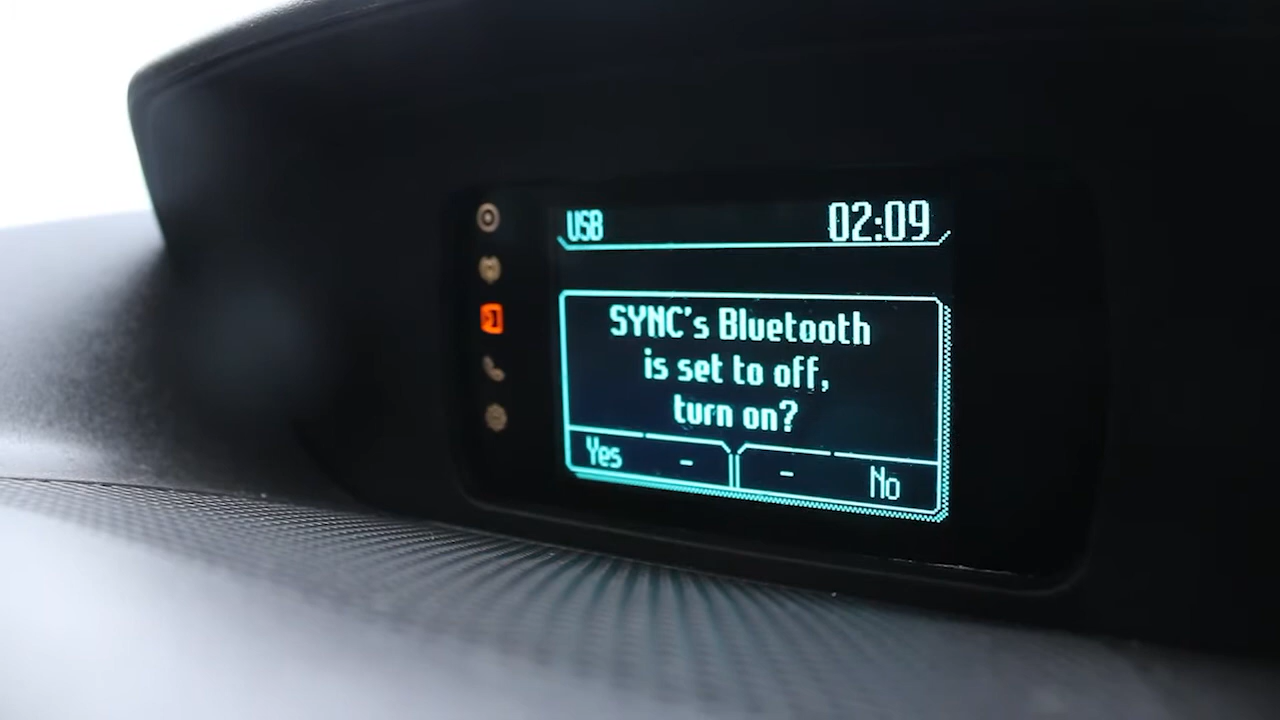 USB 02:09
SYNC's Bluetooth
is set to off,
turn on?
Yes - - No